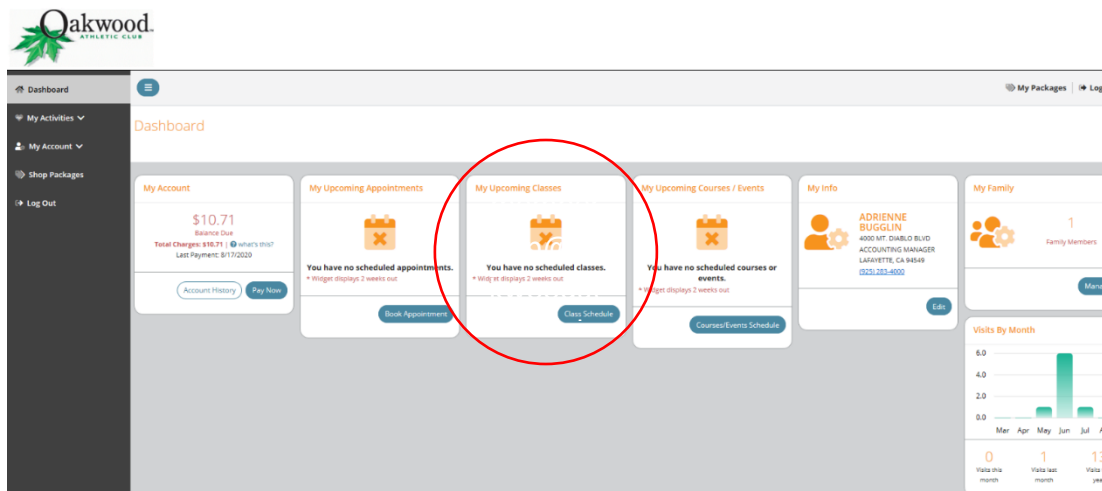 Oakwood
ATHLETIC CLUB
Dashboard
My Packages
My Activities
Dashboard
My Account
Shop Packages
Log Out
My Account
$10.71
Balance Due
Total Charges: $10.71 | what's this?
Last Payment: 8/17/2020
Account History
Pay Now
My Upcoming Appointments
You have no scheduled appointments.
* Widget displays 2 weeks out
Book Appointment
My Upcoming Classes
You have no scheduled classes.
* Widget displays 2 weeks out
Class Schedule
My Upcoming Courses / Events
You have no scheduled courses or
events.
* Widget displays 2 weeks out
Courses/Events Schedule
My Info
ADRIENNE
BUGGLIN
4000 MT. DIABLO BLVD
ACCOUNTING MANAGER
LAFAYETTE, CA 94549
(925) 283-4000
Edit
My Family
1
Family Members
Visits By Month
6.0
4.0
2.0
0.0
Mar Apr May Jun Jul
0
Visits this
month
1
Visits last
month
Visits